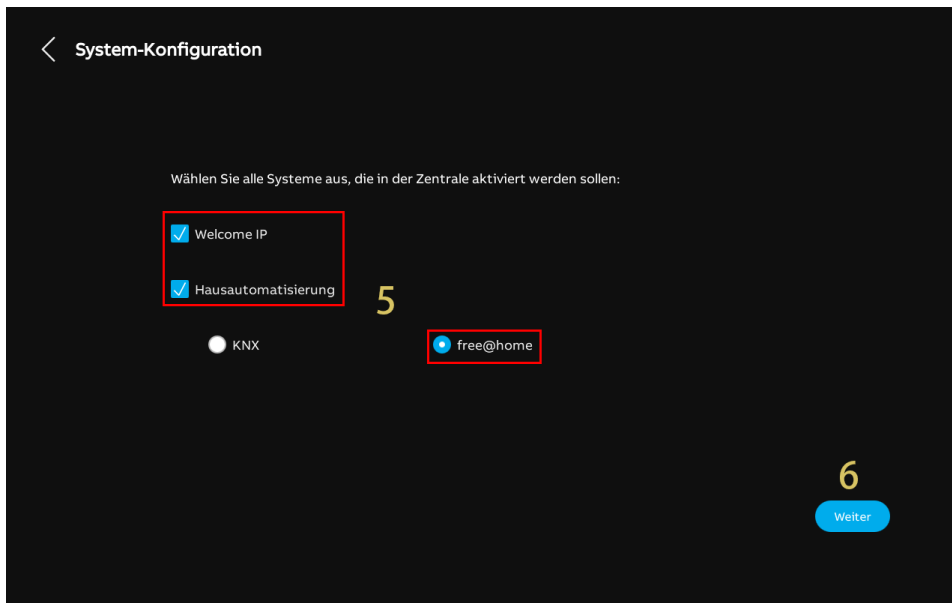 System-Konfiguration
Wählen Sie alle Systeme aus, die in der Zentrale aktiviert werden sollen:
Welcome IP
Hausautomatisierung
5
KNX
free@home
6
Weiter